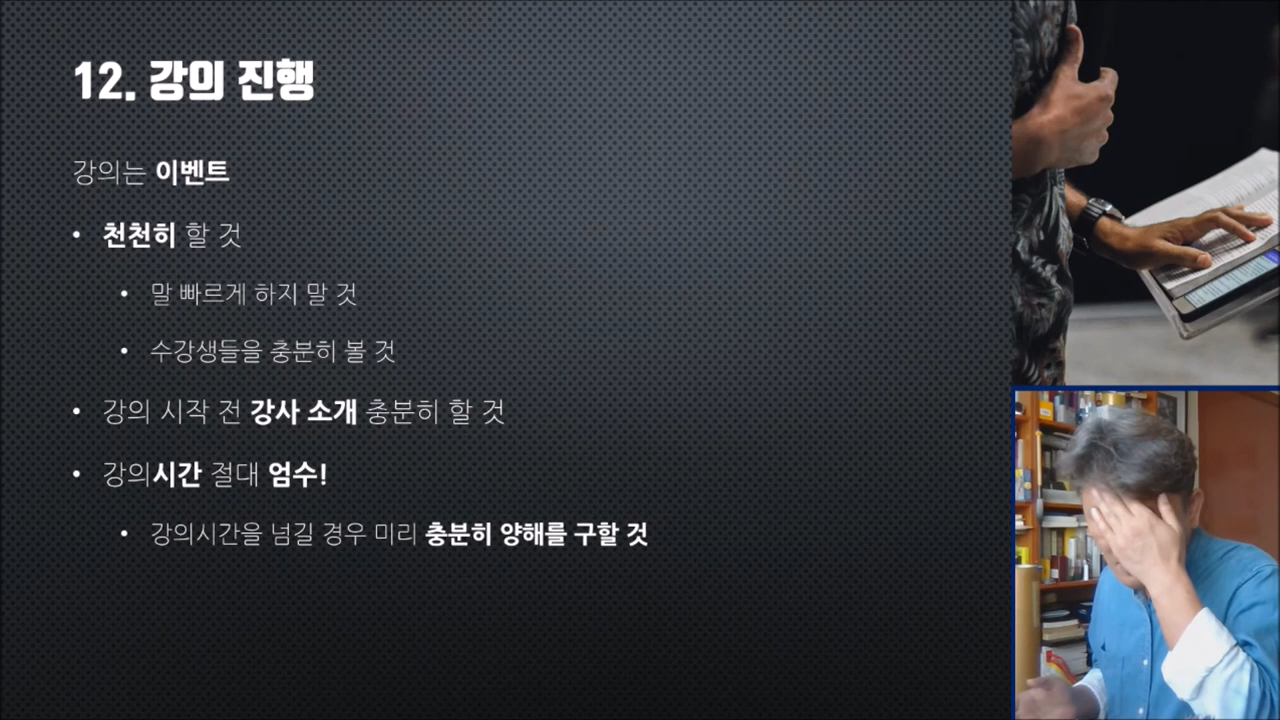 12. 강의 진행
강의는 이벤트
• 천천히 할 것
• 말 빠르게 하지 말 것
• 수강생들을 충분히 볼 것
• 강의 시작 전 강사 소개 충분히 할 것
• 강의시간 절대 엄수!
• 강의시간을 넘길 경우 미리 충분히 양해를 구할 것